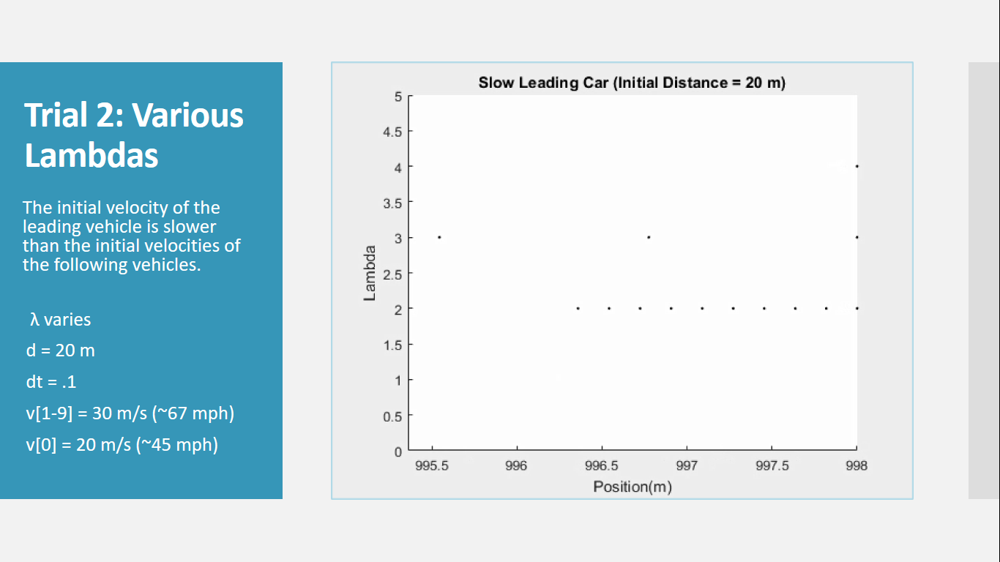 Trial 2: Various
Lambdas
The initial velocity of the
leading vehicle is slower
than the initial velocities of
the following vehicles.
λ varies
d = 20 m
dt = .1
v[1-9] = 30 m/s (~67 mph)
v[0] = 20 m/s (~45 mph)
Slow Leading Car (Initial Distance = 20 m)
5
4.5
4
3.5
3
2.5
2
1.5
1
0.5
0
Lambda
995.5 996 996.5 997 997.5 998
Position(m)